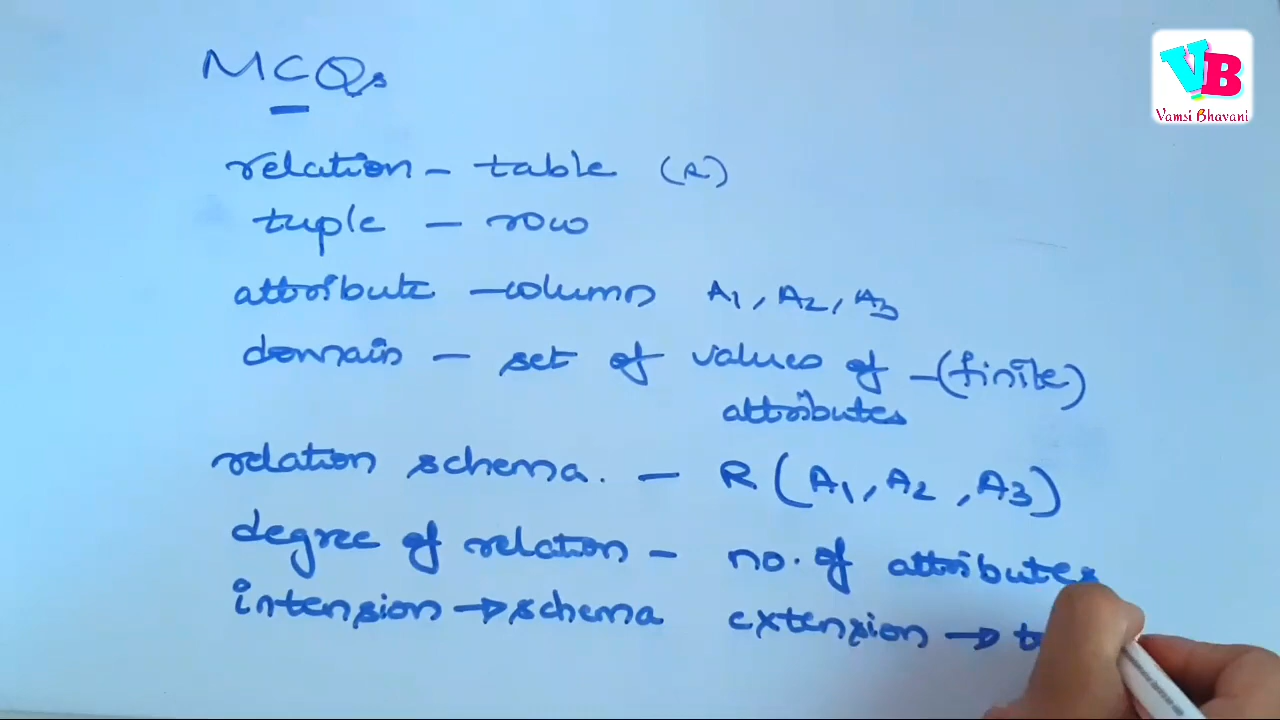 MCQs
VB
Vamsi Bhavani
relation - table (R)
tuple - row
attribute - column A1, A2, A3
domain - set of values of - (finite)
attributes
relation schema. - R (A1, A2, A3)
degree of relation - no. of attributes
intension → schema extension → t